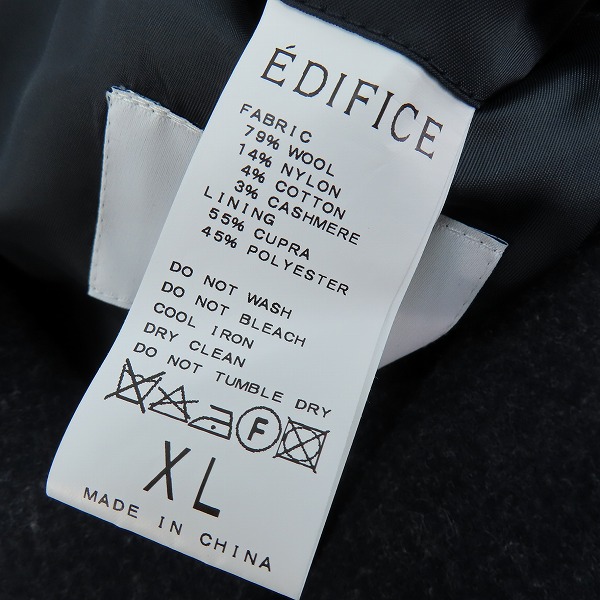 ÉDIFICE
FABRIC
79% WOOL
14% NYLON
4% COTTON
3% CASHMERE
LINING
55% CUPRA
45% POLYESTER
DO NOT WASH
DO NOT BLEACH
COOL IRON
DRY CLEAN
DO NOT TUMBLE DRY
F
XL
MADE IN CHINA